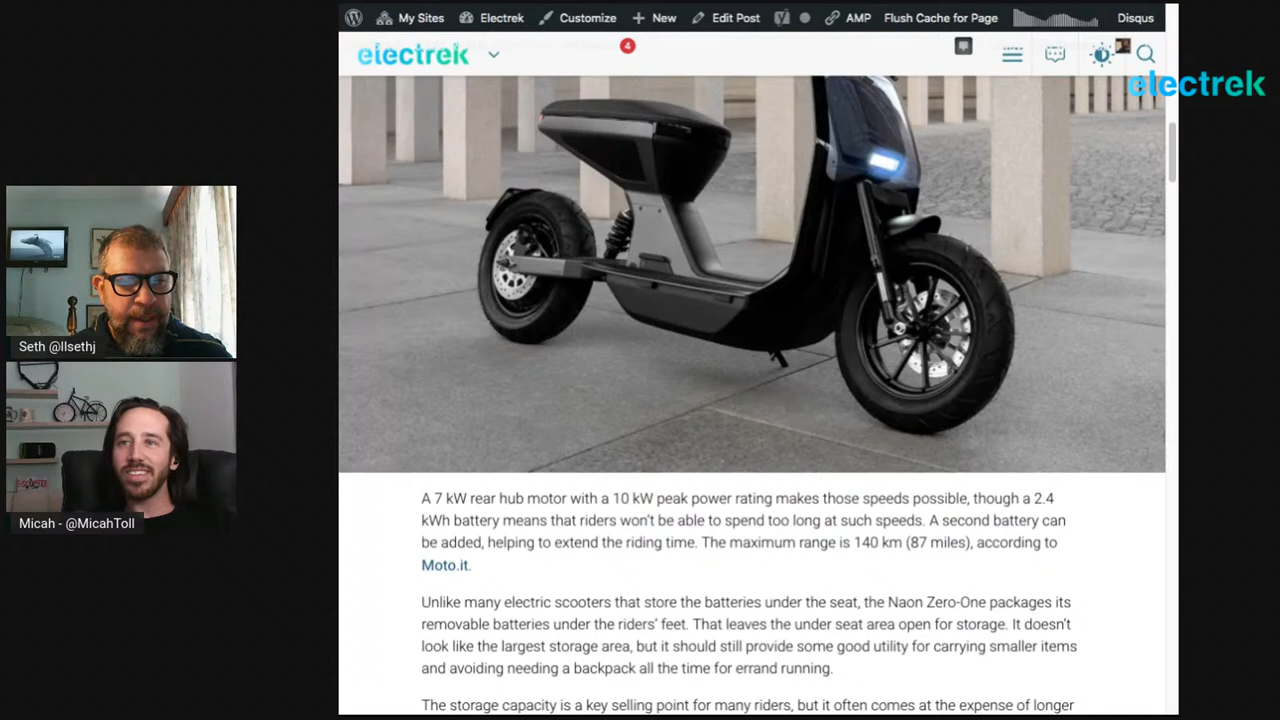 My Sites
Electrek
Customize
New
Edit Post
AMP
Flush Cache for Page
Disqus
electrek
4
electrek
Seth @llsethj
Micah - @MicahToll
A 7 kW rear hub motor with a 10 kW peak power rating makes those speeds possible, though a 2.4
kWh battery means that riders won't be able to spend too long at such speeds. A second battery can
be added, helping to extend the riding time. The maximum range is 140 km (87 miles), according to
Moto.it.
Unlike many electric scooters that store the batteries under the seat, the Naon Zero-One packages its
removable batteries under the riders' feet. That leaves the under seat area open for storage. It doesn't
look like the largest storage area, but it should still provide some good utility for carrying smaller items
and avoiding needing a backpack all the time for errand running.
The storage capacity is a key selling point for many riders, but it often comes at the expense of longer